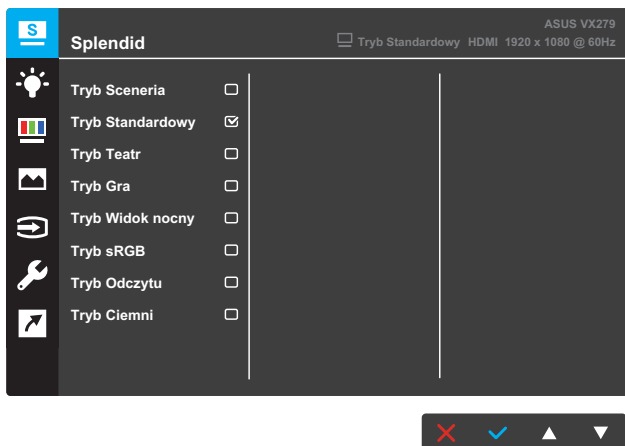 S
ASUS VX279
Splendid
Tryb Standardowy HDMI 1920 x 1080 @ 60Hz
Tryb Sceneria
Tryb Standardowy
Tryb Teatr
Tryb Gra
Tryb Widok nocny
Tryb sRGB
Tryb Odczytu
Tryb Ciemni